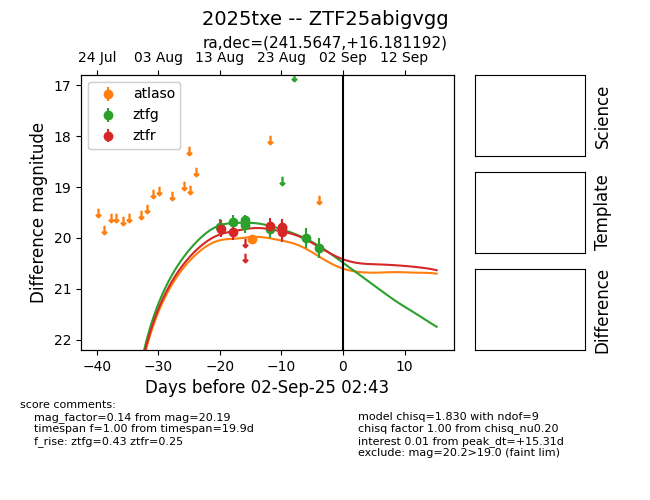 2025txe -- ZTF25abigvgg
ra,dec=(241.5647,+16.181192)
24 Jul 03 Aug 13 Aug 23 Aug 02 Sep 12 Sep
atlaso
ztfg
ztfr
17
18
19
20
21
22
Difference magnitude
−40 −30 −20 −10 0 10
Days before 02-Sep-25 02:43
Science
Template
Difference
score comments:
mag_factor=0.14 from mag=20.19
timespan f=1.00 from timespan=19.9d
f_rise: ztfg=0.43 ztfr=0.25
model chisq=1.830 with ndof=9
chisq factor 1.00 from chisq_nu0.20
interest 0.01 from peak_dt=+15.31d
exclude: mag=20.2>19.0 (faint lim)